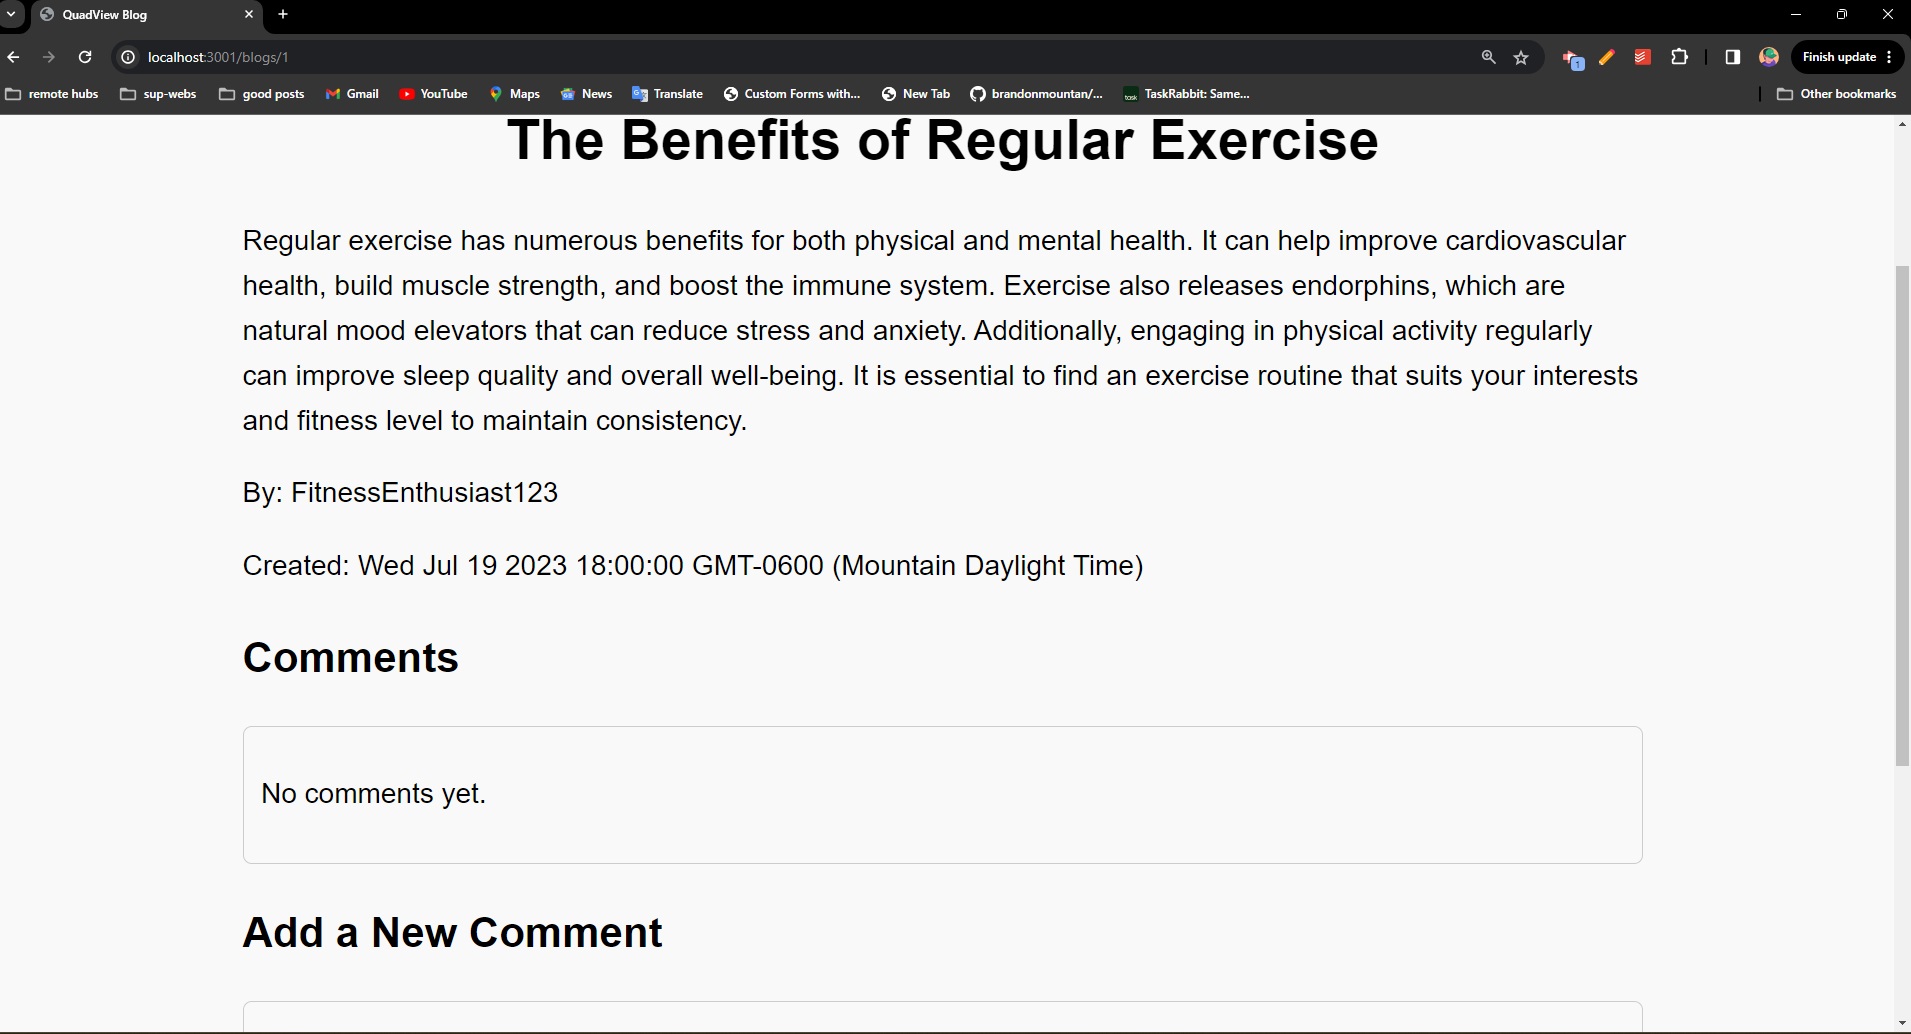 QuadView Blog
localhost:3001/blogs/1
Finish update
1
remote hubs
sup-webs
good posts
Gmail
YouTube
Maps
News
Translate
Custom Forms with...
New Tab
brandonmountan/...
task
TaskRabbit: Same...
Other bookmarks
The Benefits of Regular Exercise
Regular exercise has numerous benefits for both physical and mental health. It can help improve cardiovascular
health, build muscle strength, and boost the immune system. Exercise also releases endorphins, which are
natural mood elevators that can reduce stress and anxiety. Additionally, engaging in physical activity regularly
can improve sleep quality and overall well-being. It is essential to find an exercise routine that suits your interests
and fitness level to maintain consistency.
By: FitnessEnthusiast123
Created: Wed Jul 19 2023 18:00:00 GMT-0600 (Mountain Daylight Time)
Comments
No comments yet.
Add a New Comment